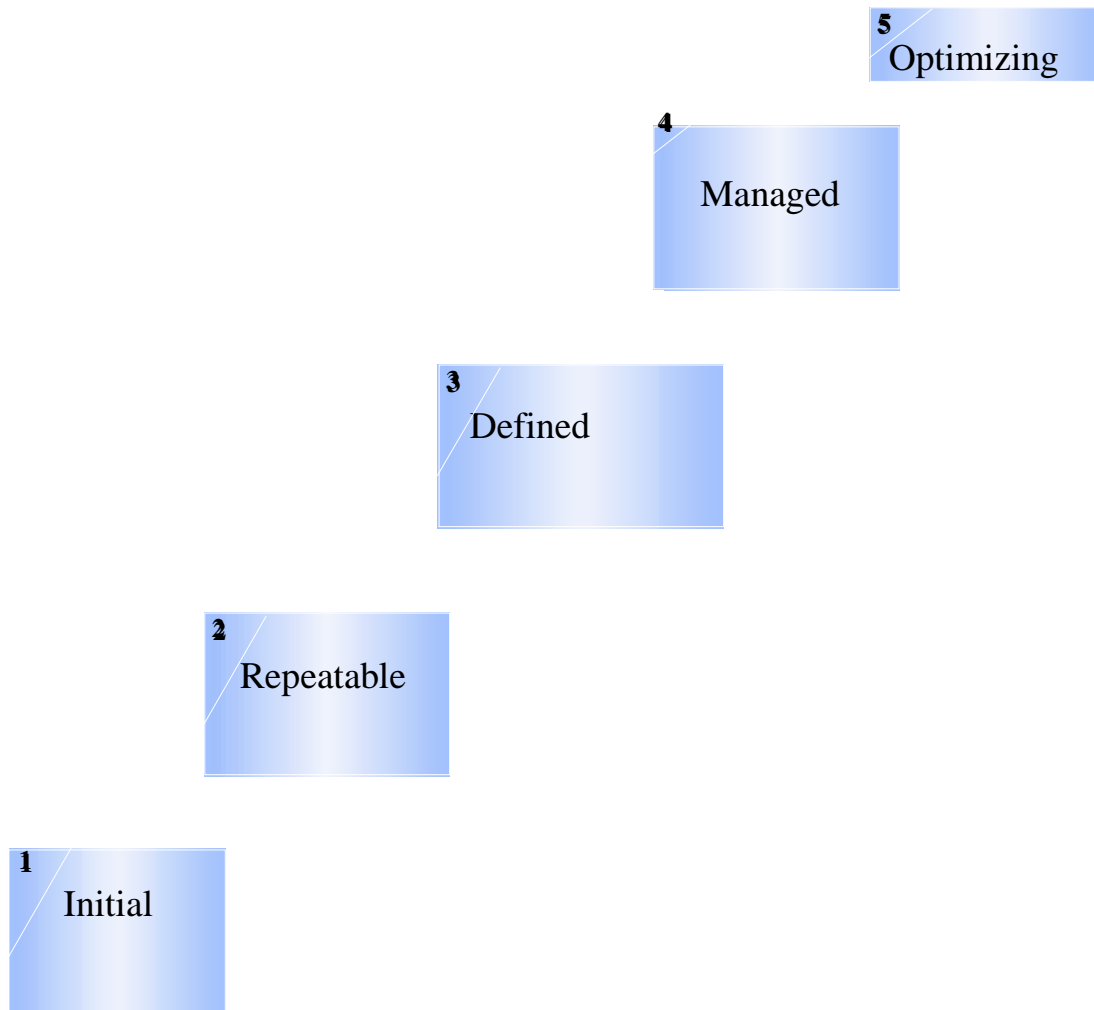 5
Optimizing
4
Managed
3
Defined
2
Repeatable
1
Initial